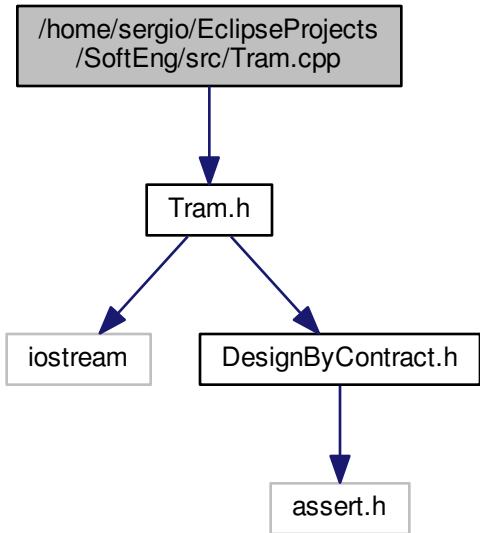 /home/sergio/EclipseProjects
/SoftEng/src/Tram.cpp
Tram.h
iostream
DesignByContract.h
assert.h